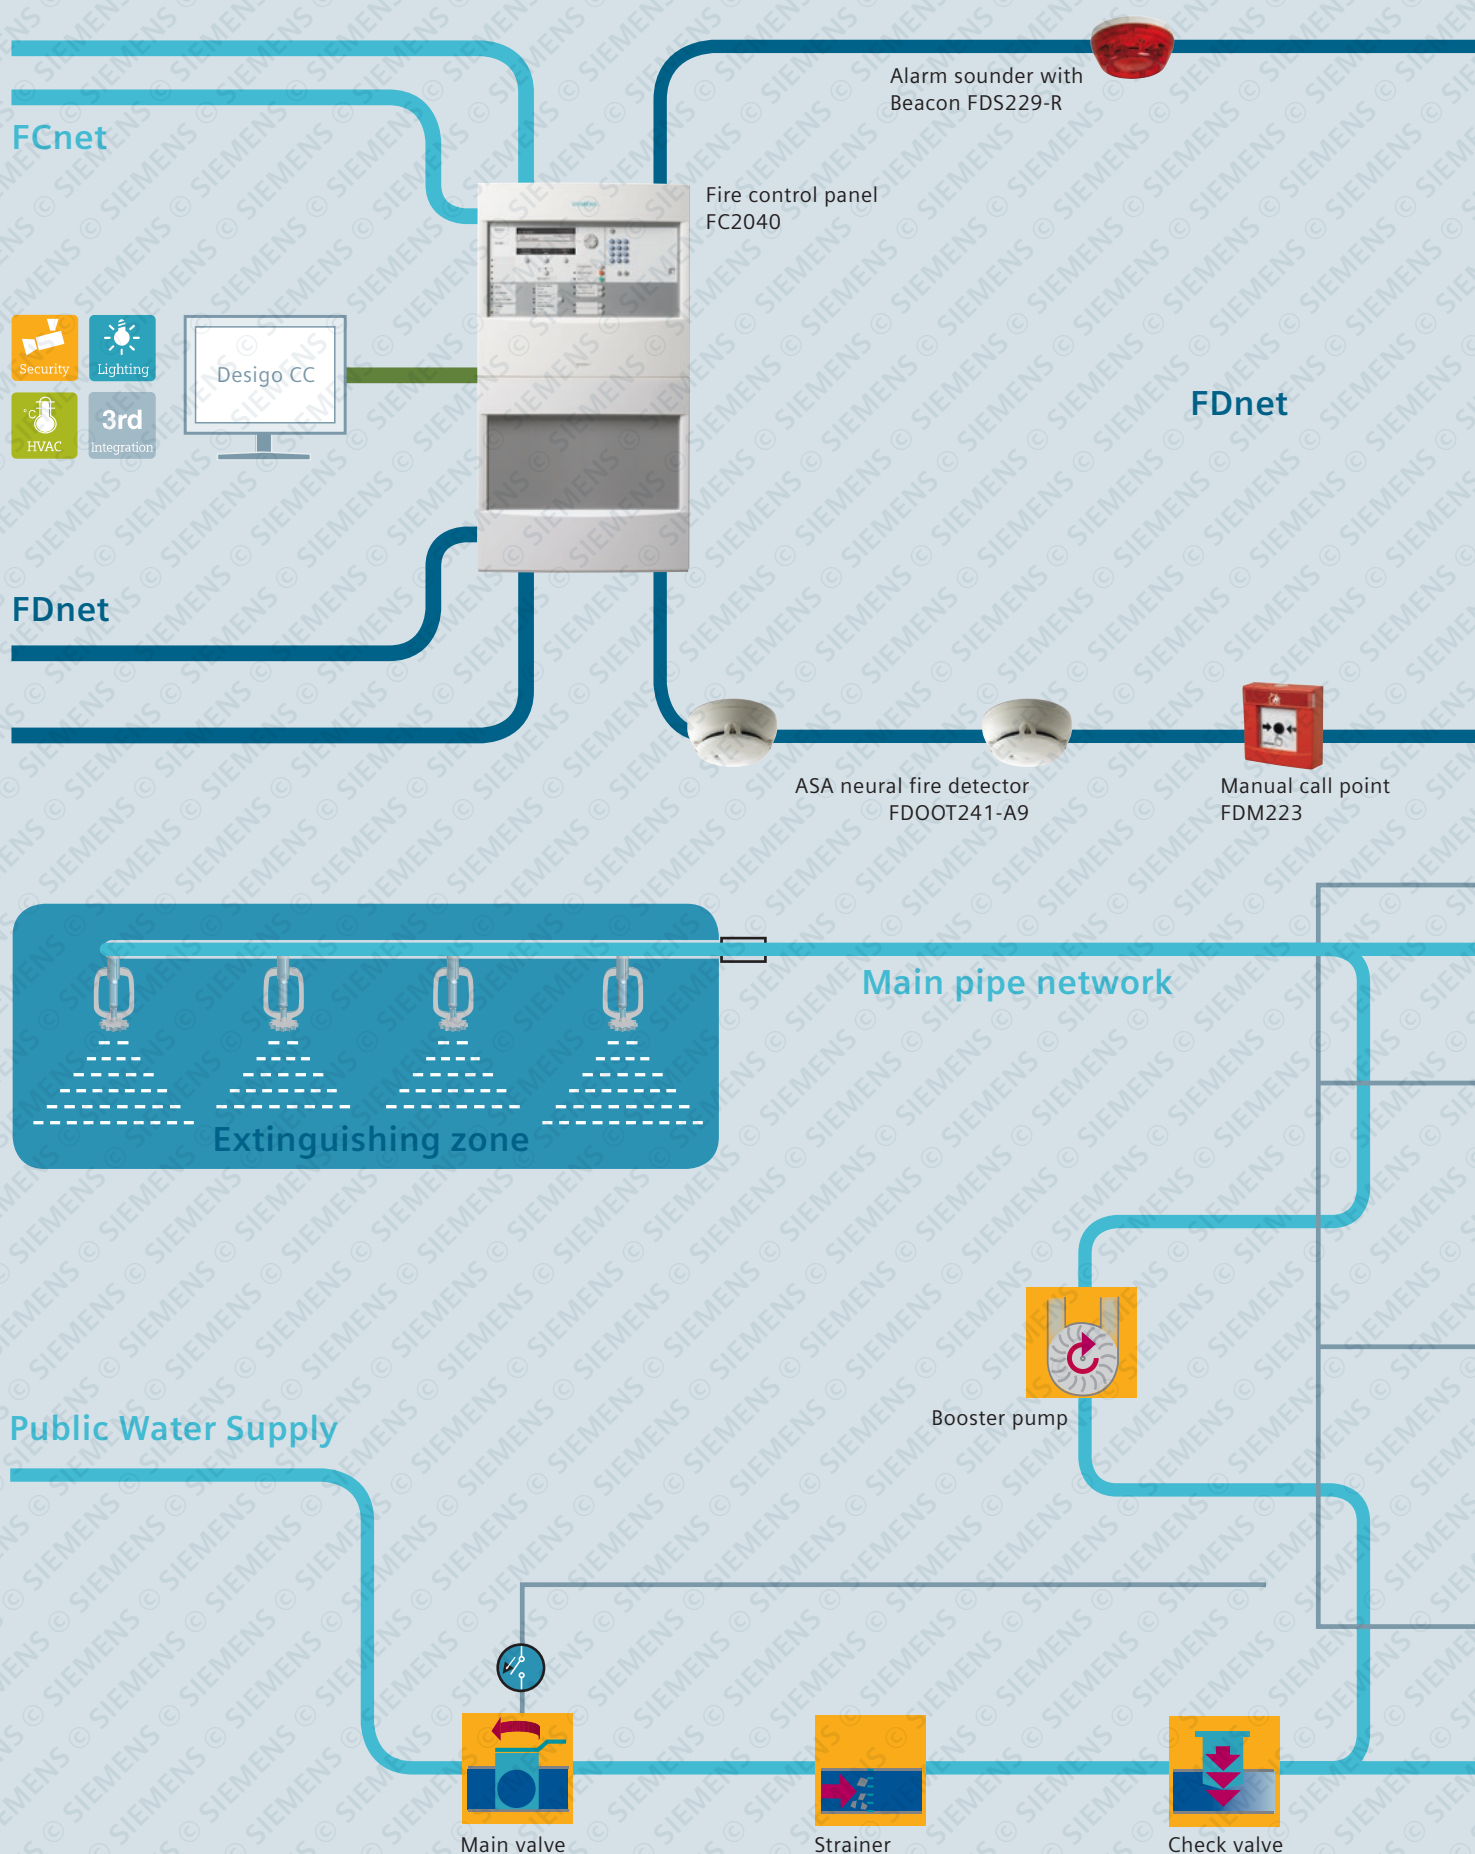 Alarm sounder with
Beacon FDS229-R
FCnet
Fire control panel
FC2040
Security
Lighting
Desigo CC
°C
HVAC
3rd
Integration
FDnet
FDnet
ASA neural fire detector
FDOOT241-A9
Manual call point
FDM223
Main pipe network
Extinguishing zone
Booster pump
Public Water Supply
Main valve
Strainer
Check valve
© SIEMENS